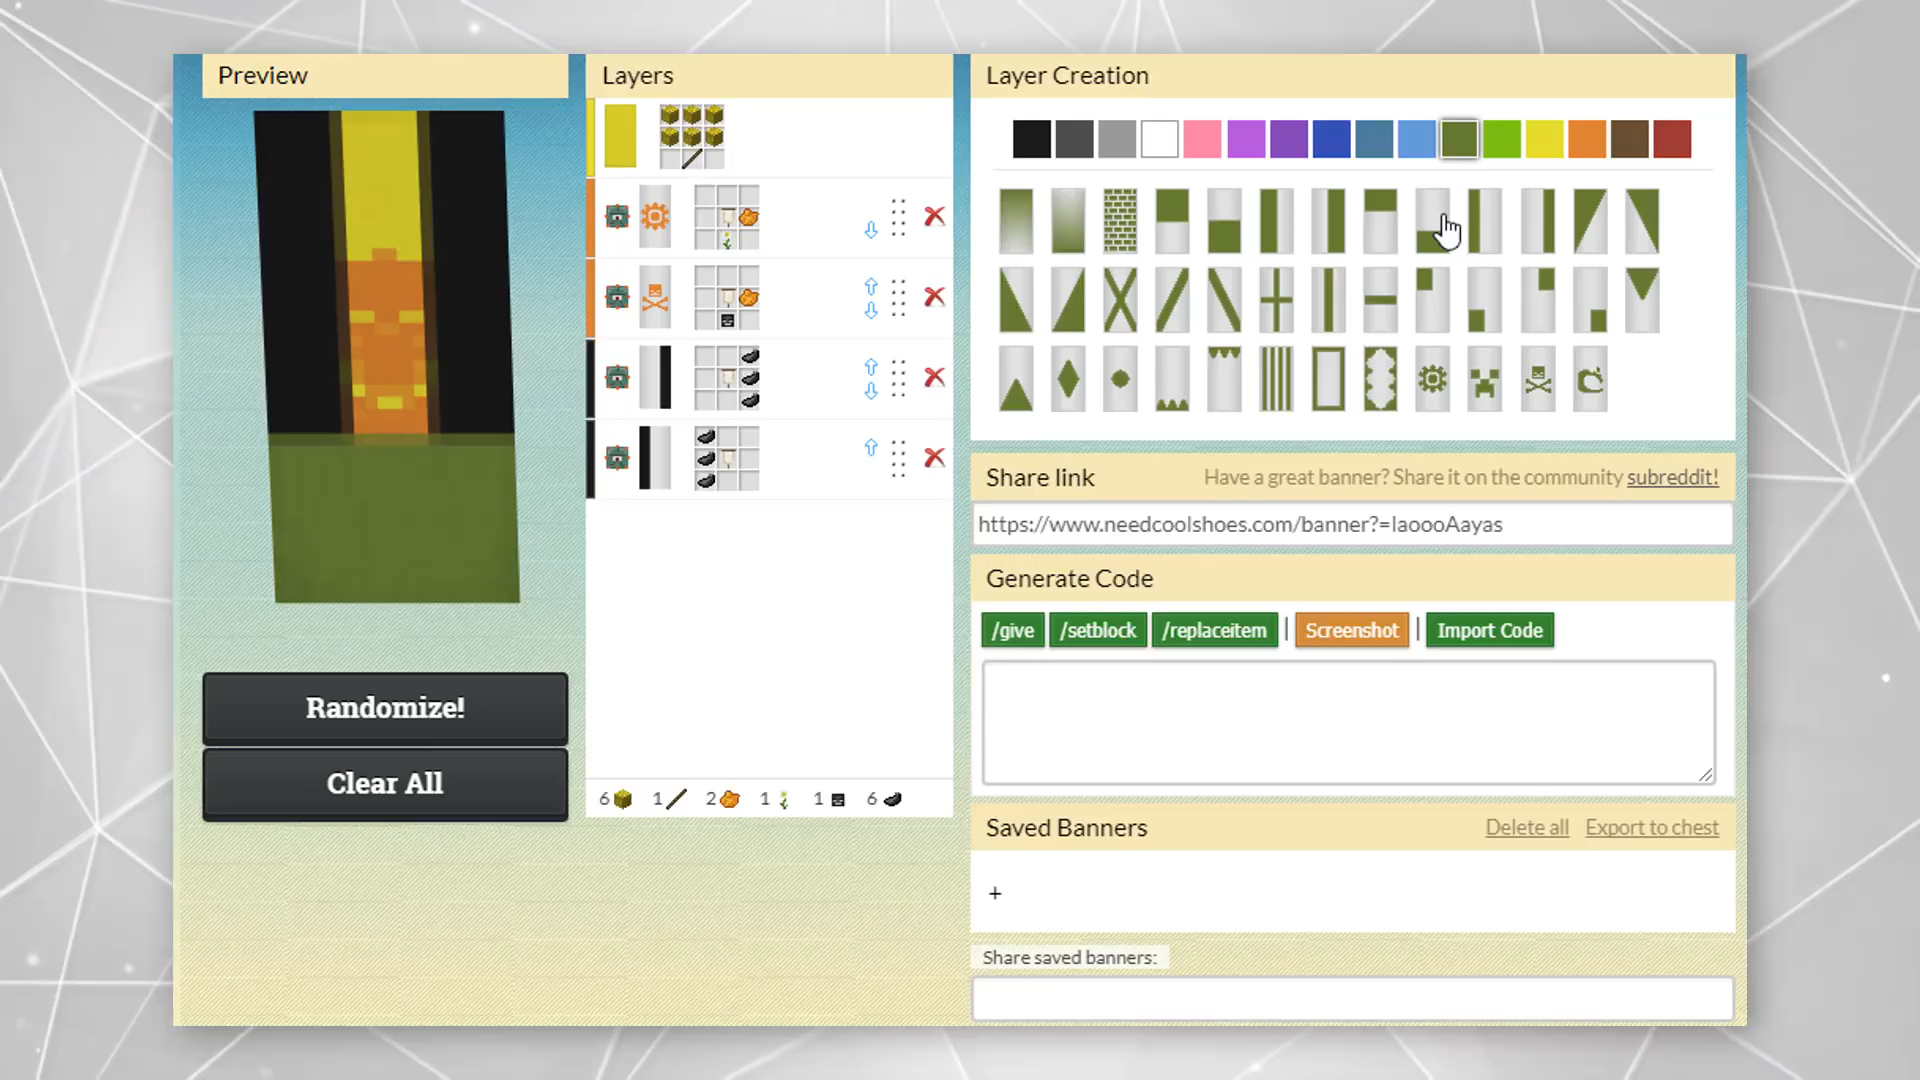 Preview
Layers
Layer Creation
Share link
Have a great banner? Share it on the community subreddit!
https://www.needcoolshoes.com/banner?=laoooAayas
Generate Code
/give
/setblock
/replaceitem
|
Screenshot
|
Import Code
Randomize!
Clear All
6 1 2 1 1 6
Saved Banners
Delete all
Export to chest
+
Share saved banners: